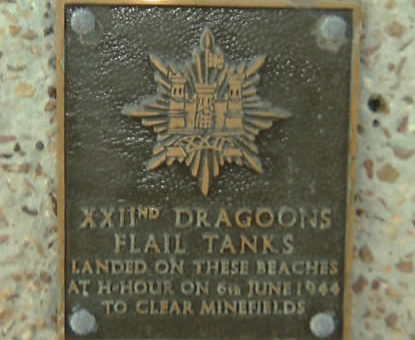 XXIIND DRAGOONS
FLAIL TANKS
LANDED ON THESE BEACHES
AT H-HOUR ON 6TH JUNE 1944
TO CLEAR MINEFIELDS